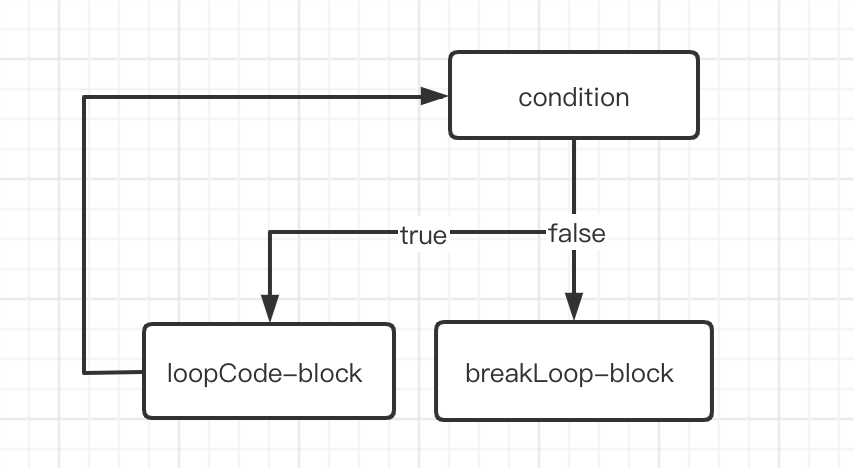 condition
true
false
loopCode-block
breakLoop-block